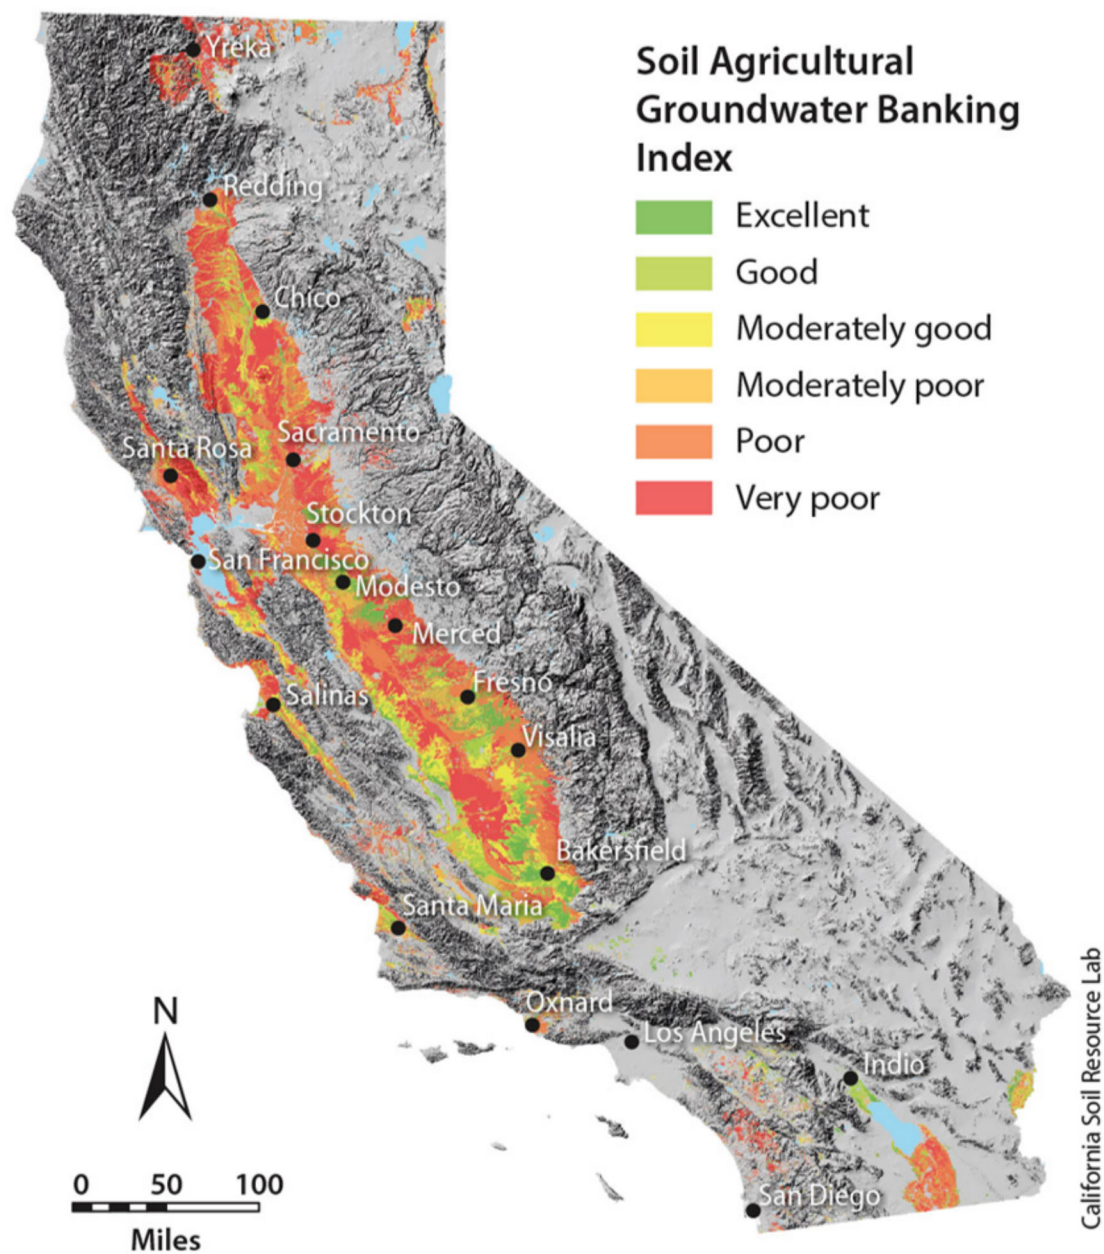 Soil Agricultural
Groundwater Banking
Index
Excellent
Good
Moderately good
Moderately poor
Poor
Very poor
Yreka
Redding
Chico
Sacramento
Santa Rosa
Stockton
San Francisco
Modesto
Merced
Fresno
Salinas
Visalia
Bakersfield
Santa Maria
Oxnard
Los Angeles
Indio
San Diego
N
0 50 100
Miles
California Soil Resource Lab